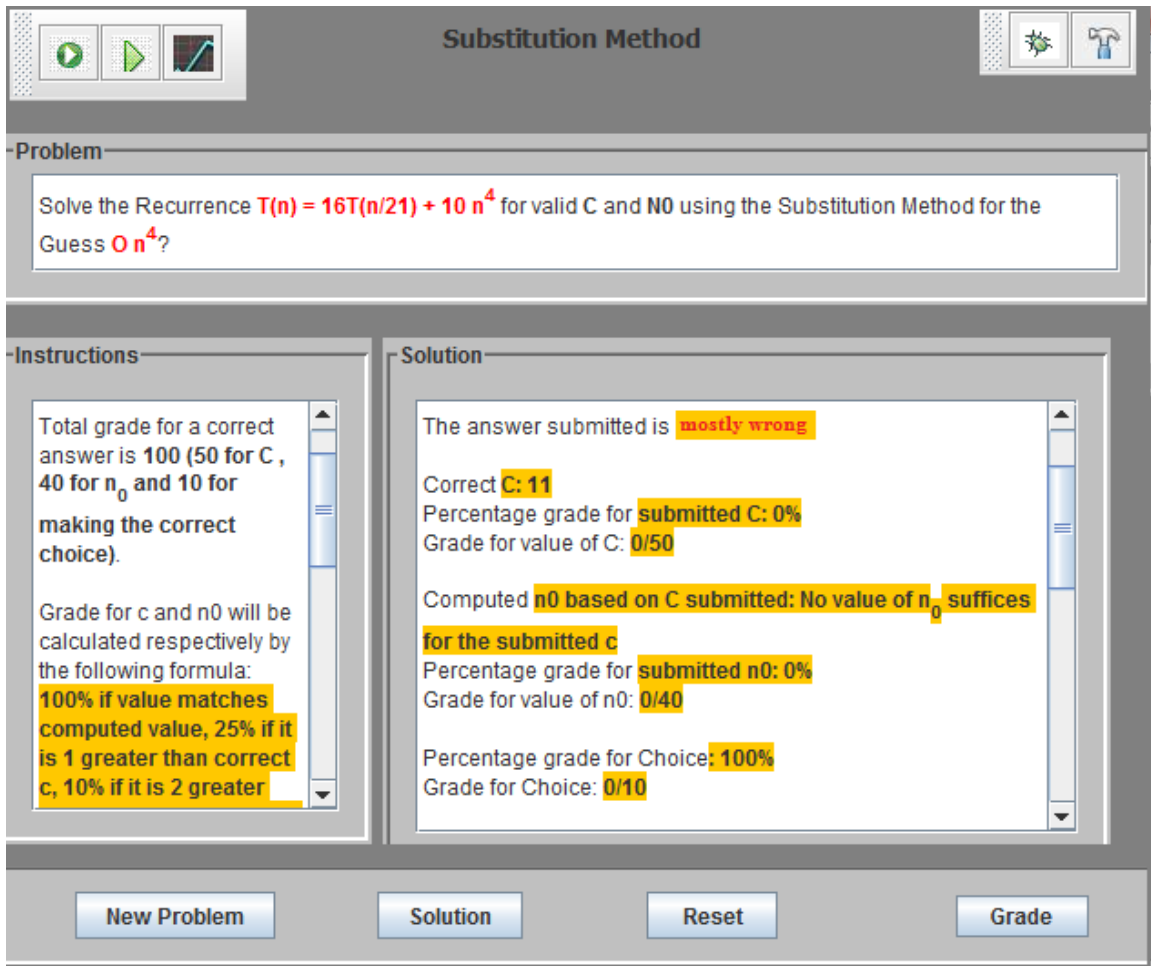 Substitution Method
Problem
Solve the Recurrence T(n) = 16T(n/21) + 10 n^4 for valid C and N0 using the Substitution Method for the
Guess O n^4?
Instructions
Total grade for a correct
answer is 100 (50 for C ,
40 for n_0 and 10 for
making the correct
choice).
Grade for c and n0 will be
calculated respectively by
the following formula:
100% if value matches
computed value, 25% if it
is 1 greater than correct
c, 10% if it is 2 greater
Solution
The answer submitted is mostly wrong
Correct C: 11
Percentage grade for submitted C: 0%
Grade for value of C: 0/50
Computed n0 based on C submitted: No value of n_0 suffices
for the submitted c
Percentage grade for submitted n0: 0%
Grade for value of n0: 0/40
Percentage grade for Choice: 100%
Grade for Choice: 0/10
New Problem
Solution
Reset
Grade